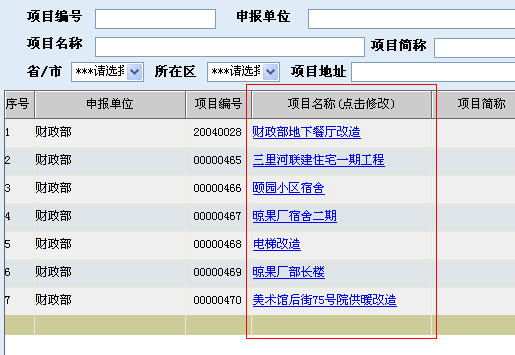 项目编号 申报单位
项目名称 项目简称
省/市 ***请选择 所在区 ***请选择 项目地址
序号 申报单位 项目编号 项目名称(点击修改) 项目简称
1 财政部 20040028 财政部地下餐厅改造
2 财政部 00000465 三里河联建住宅一期工程
3 财政部 00000466 颐园小区宿舍
4 财政部 00000467 晾果厂宿舍二期
5 财政部 00000468 电梯改造
6 财政部 00000469 晾果厂部长楼
7 财政部 00000470 美术馆后街75号院供暖改造